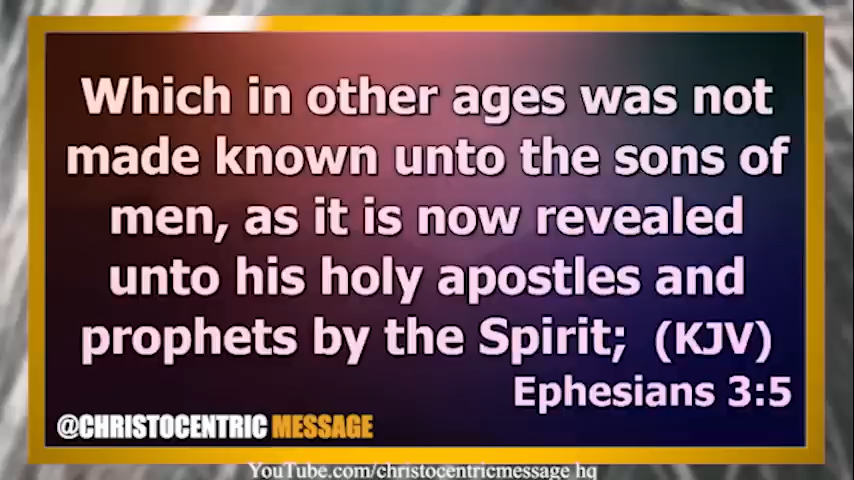 Which in other ages was not
made known unto the sons of
men, as it is now revealed
unto his holy apostles and
prophets by the Spirit; (KJV)
Ephesians 3:5
@CHRISTOCENTRIC MESSAGE
YouTube.com/christocentricmessage hq